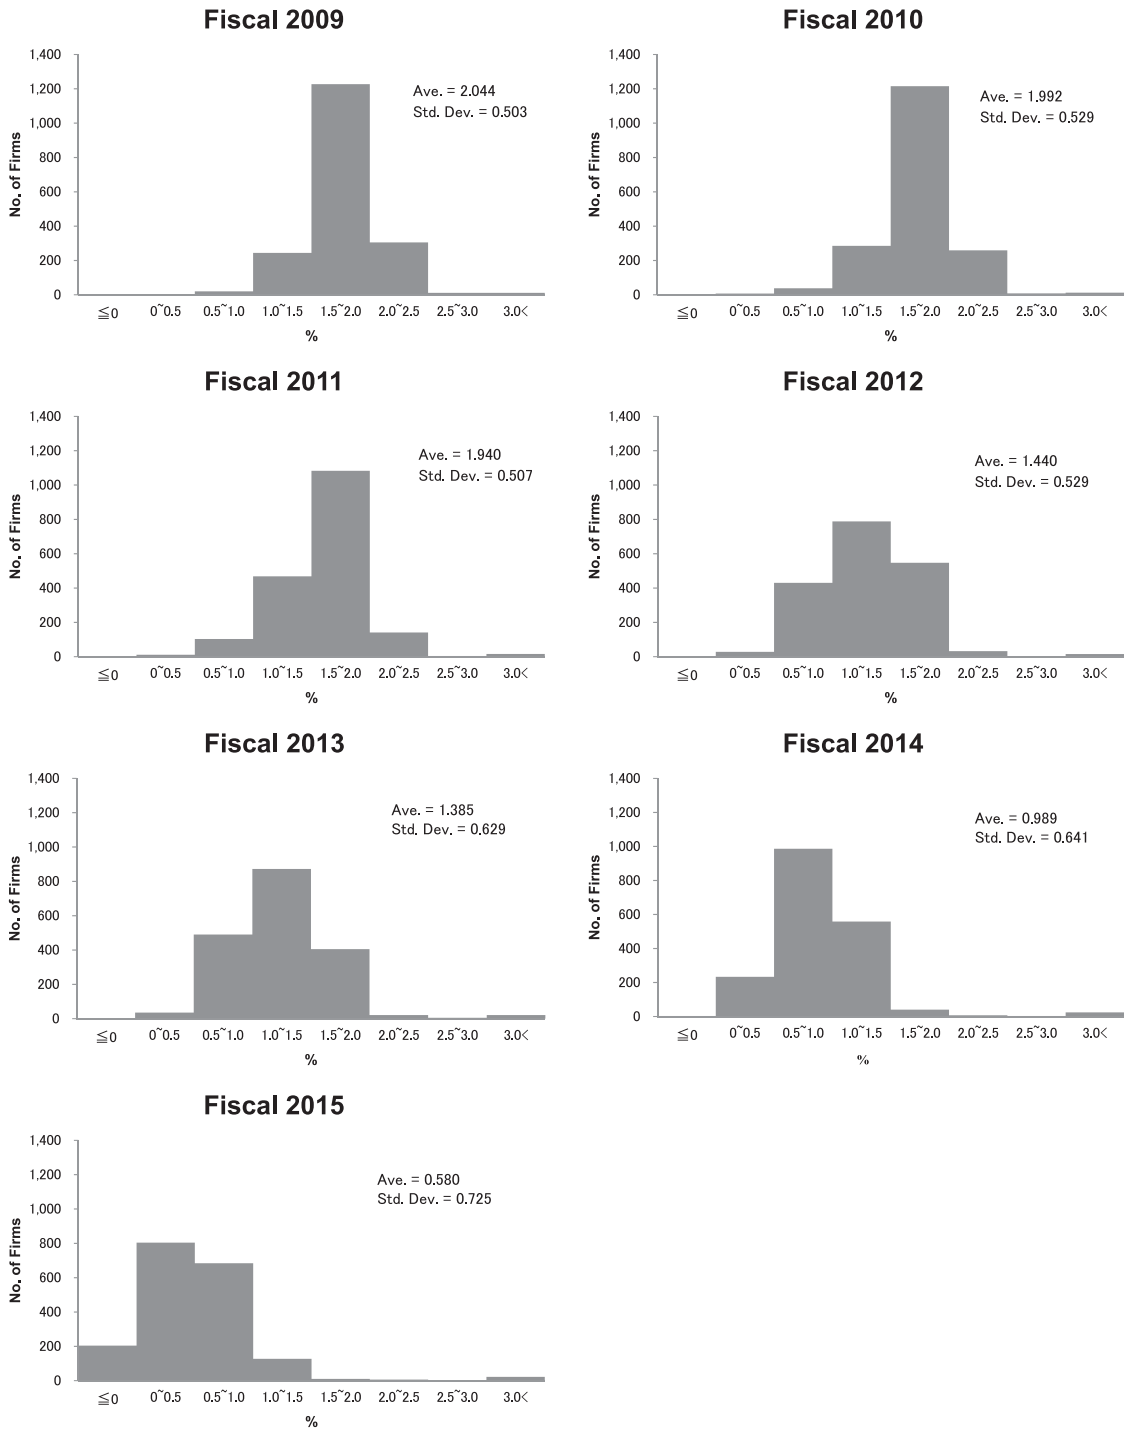 Fiscal 2009
1,400
1,200
1,000
800
600
400
200
0
No. of Firms
Ave. = 2.044
Std. Dev. = 0.503
≦0 0~0.5 0.5~1.0 1.0~1.5 1.5~2.0 2.0~2.5 2.5~3.0 3.0<
%
Fiscal 2010
1,400
1,200
1,000
800
600
400
200
0
No. of Firms
Ave. = 1.992
Std. Dev. = 0.529
≦0 0~0.5 0.5~1.0 1.0~1.5 1.5~2.0 2.0~2.5 2.5~3.0 3.0<
%
Fiscal 2011
1,400
1,200
1,000
800
600
400
200
0
No. of Firms
Ave. = 1.940
Std. Dev. = 0.507
≦0 0~0.5 0.5~1.0 1.0~1.5 1.5~2.0 2.0~2.5 2.5~3.0 3.0<
%
Fiscal 2012
1,400
1,200
1,000
800
600
400
200
0
No. of Firms
Ave. = 1.440
Std. Dev. = 0.529
≦0 0~0.5 0.5~1.0 1.0~1.5 1.5~2.0 2.0~2.5 2.5~3.0 3.0<
%
Fiscal 2013
1,400
1,200
1,000
800
600
400
200
0
No. of Firms
Ave. = 1.385
Std. Dev. = 0.629
≦0 0~0.5 0.5~1.0 1.0~1.5 1.5~2.0 2.0~2.5 2.5~3.0 3.0<
%
Fiscal 2014
1,400
1,200
1,000
800
600
400
200
0
No. of Firms
Ave. = 0.989
Std. Dev. = 0.641
≦0 0~0.5 0.5~1.0 1.0~1.5 1.5~2.0 2.0~2.5 2.5~3.0 3.0<
%
Fiscal 2015
1,400
1,200
1,000
800
600
400
200
0
No. of Firms
Ave. = 0.580
Std. Dev. = 0.725
≦0 0~0.5 0.5~1.0 1.0~1.5 1.5~2.0 2.0~2.5 2.5~3.0 3.0<
%